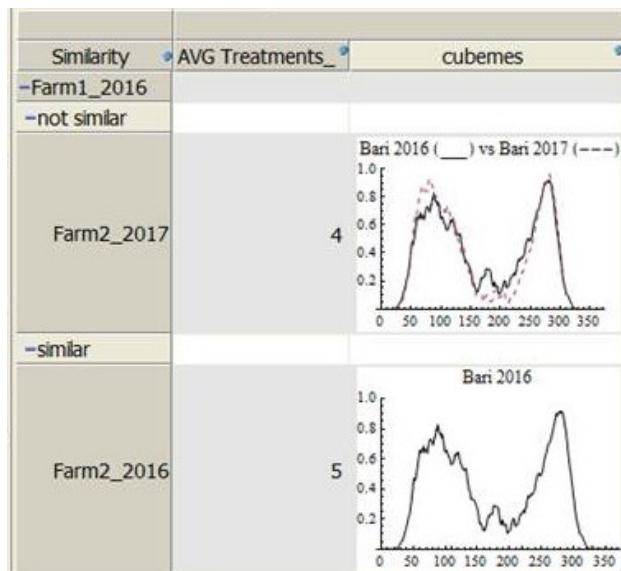 Similarity AVG Treatments_ cubemes
-Farm1_2016
-not similar
Farm2_2017 4
Bari 2016 (___) vs Bari 2017 (---)
1.0
0.8
0.6
0.4
0.2
0 50 100 150 200 250 300 350
-similar
Farm2_2016 5
Bari 2016
1.0
0.8
0.6
0.4
0.2
0 50 100 150 200 250 300 350